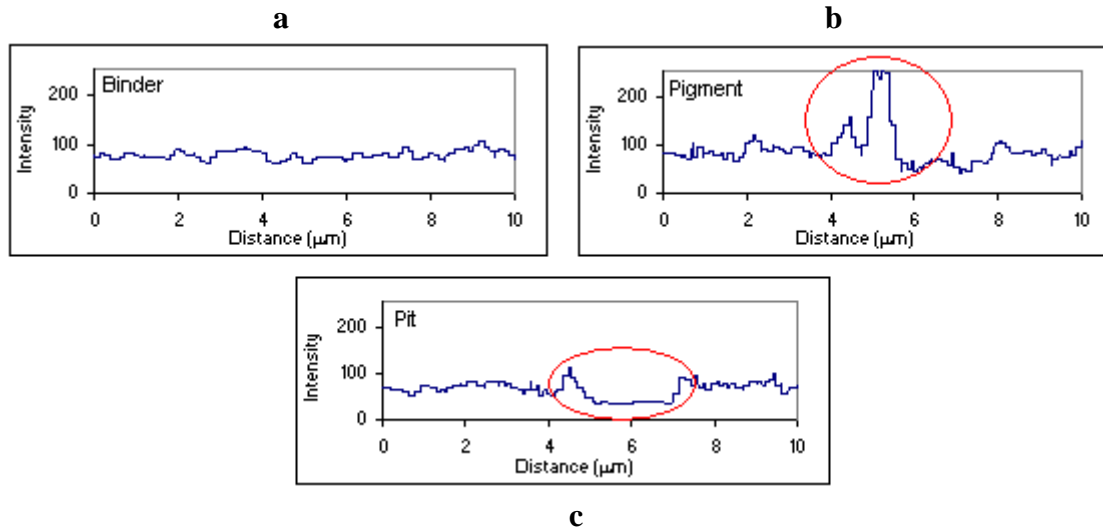 a
b
Binder
Intensity
200
100
0
0 2 4 6 8 10
Distance (µm)
Pigment
Intensity
200
100
0
0 2 4 6 8 10
Distance (µm)
Pit
Intensity
200
100
0
0 2 4 6 8 10
Distance (µm)
c